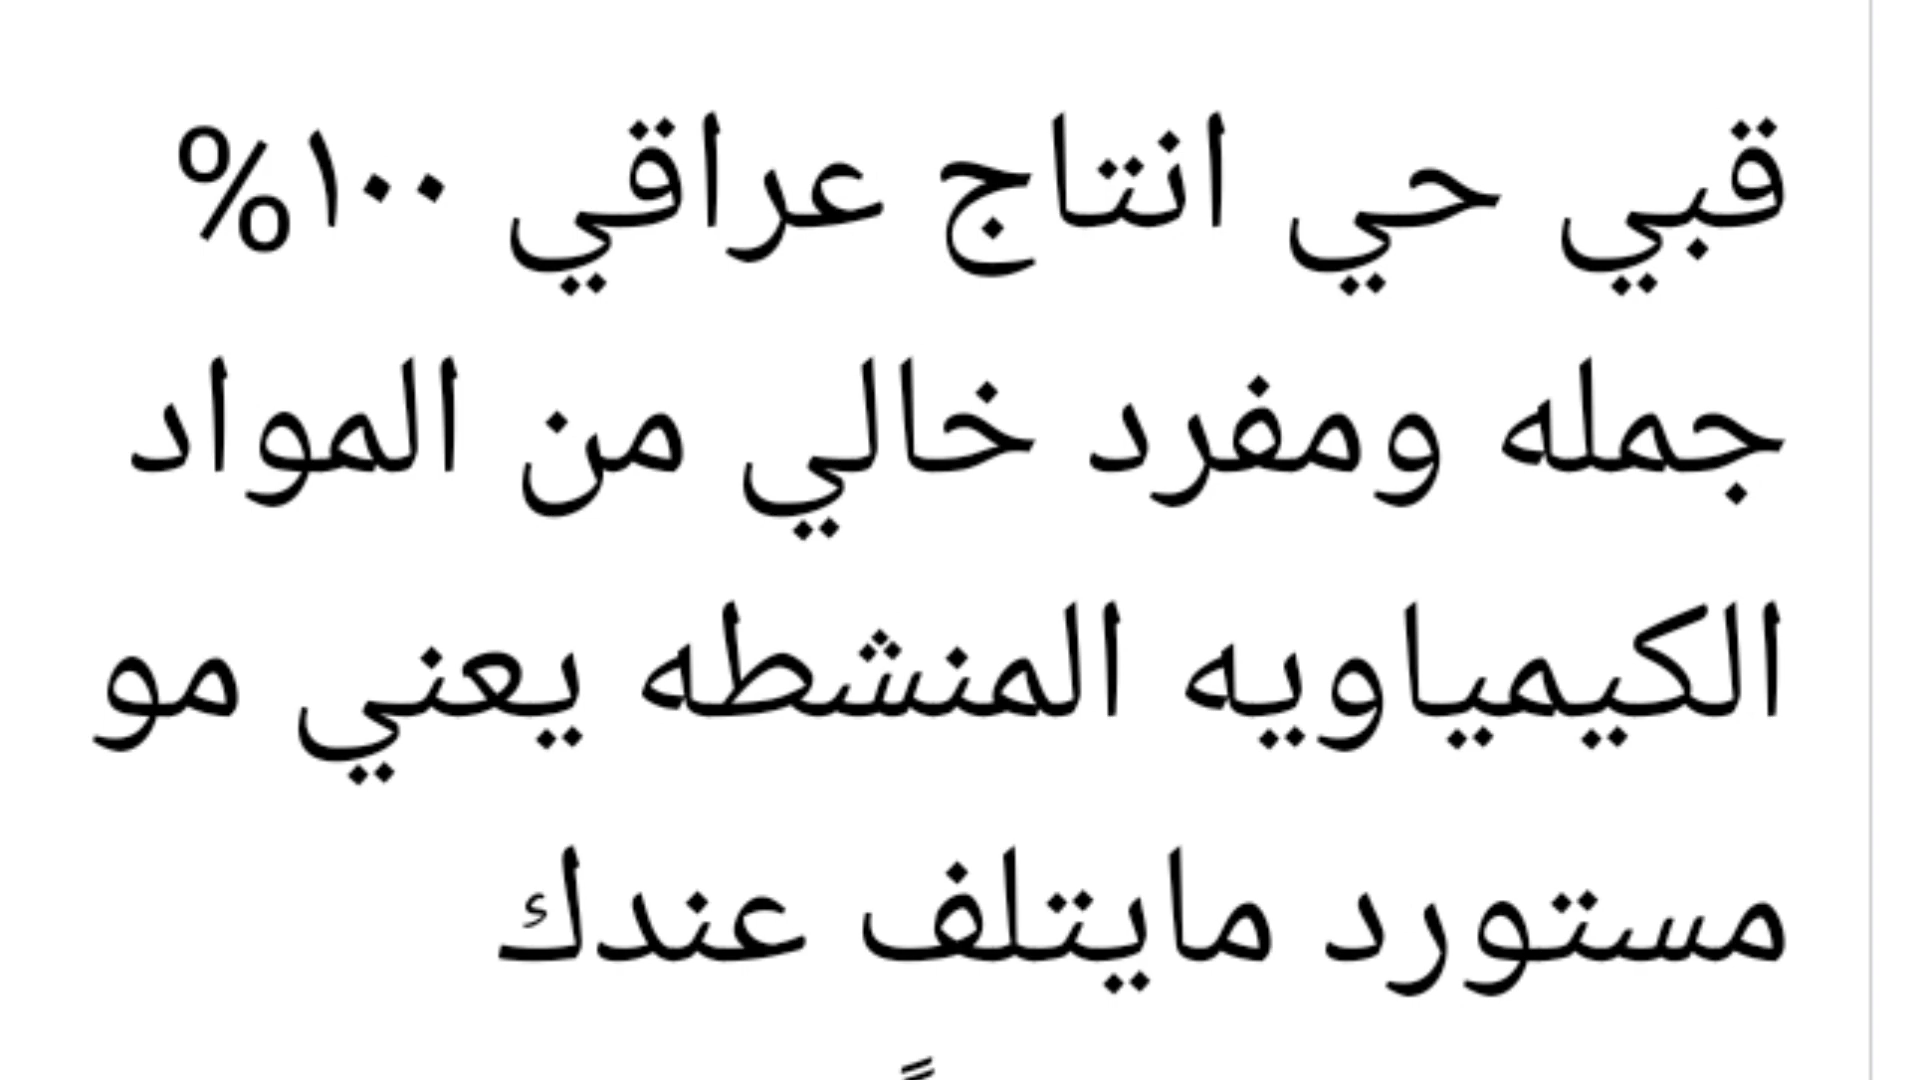 قبي حي انتاج عراقي ١٠٠%
جمله ومفرد خالي من المواد
الكيمياويه المنشطه يعني مو
مستورد مايتلف عندك